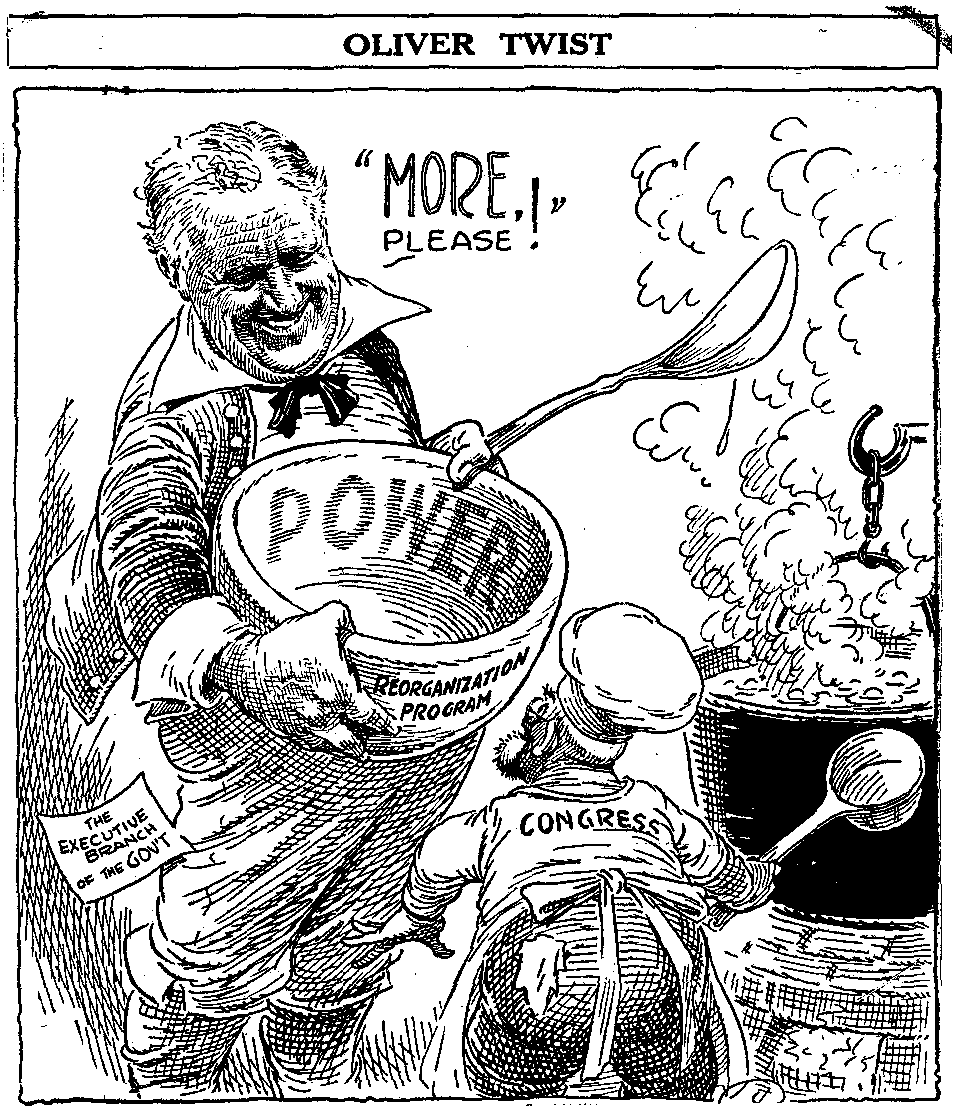 OLIVER TWIST
"MORE,!"
PLEASE
POWER
REORGANIZATION
PROGRAM
CONGRESS
THE
EXECUTIVE
BRANCH
OF THE GOV'T